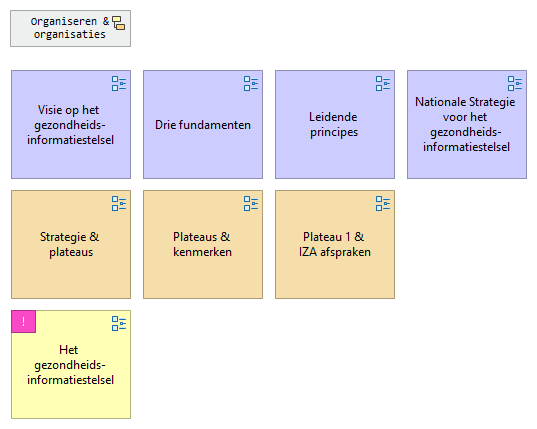 Organiseren &
organisaties
Visie op het
gezondheids-
informatiestelsel
Drie fundamenten
Leidende
principes
Nationale Strategie
voor het
gezondheids-
informatiestelsel
Strategie &
plateaus
Plateaus &
kenmerken
Plateau 1 &
IZA afspraken
!
Het
gezondheids-
informatiestelsel